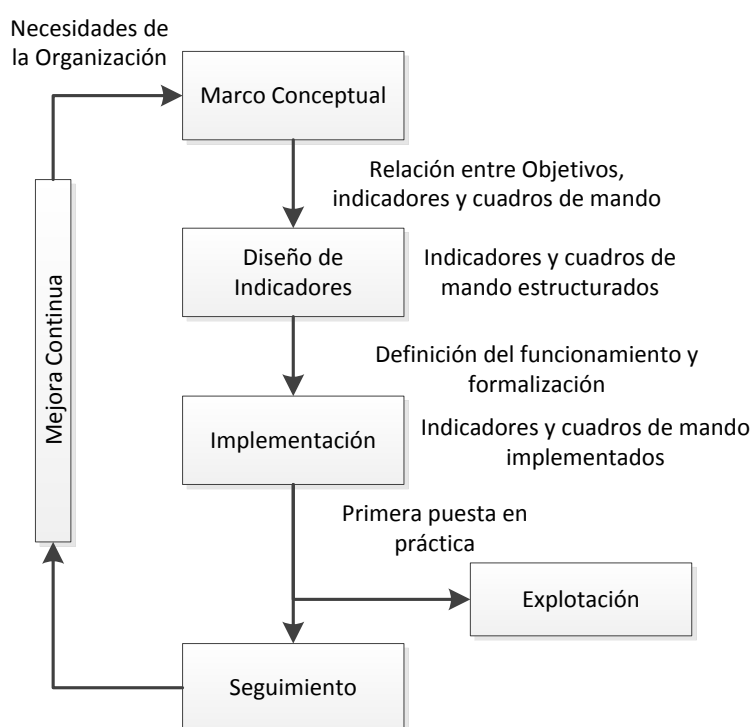 Necesidades de
la Organización
Marco Conceptual
Relación entre Objetivos,
indicadores y cuadros de mando
Diseño de
Indicadores
Indicadores y cuadros de
mando estructurados
Definición del funcionamiento y
formalización
Implementación
Indicadores y cuadros de mando
implementados
Mejora Continua
Primera puesta en
práctica
Explotación
Seguimiento